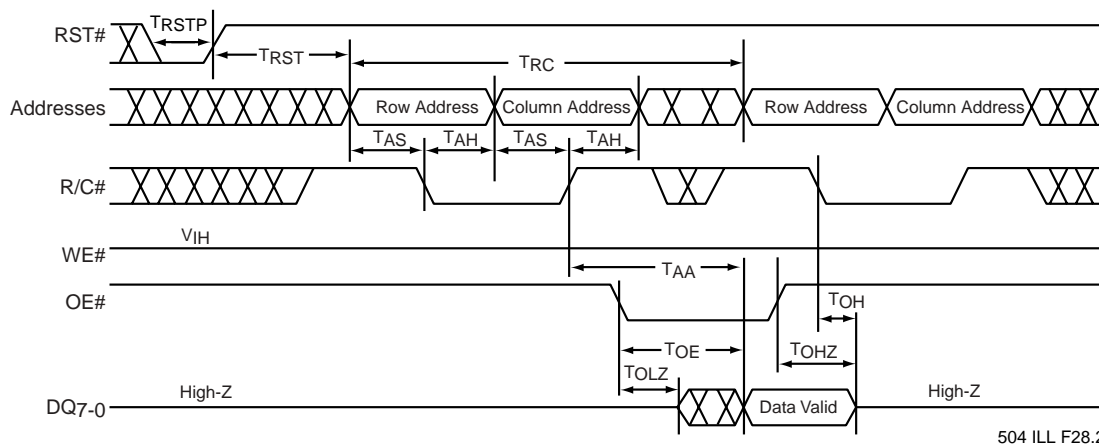 RST#
TRSTP
TRST
TRC
Addresses
Row Address
Column Address
Row Address
Column Address
TAS
TAH
TAS
TAH
R/C#
VIH
WE#
TAA
OE#
TOH
TOE
TOHZ
TOLZ
High-Z
High-Z
DQ7-0
Data Valid
504 ILL F28.2